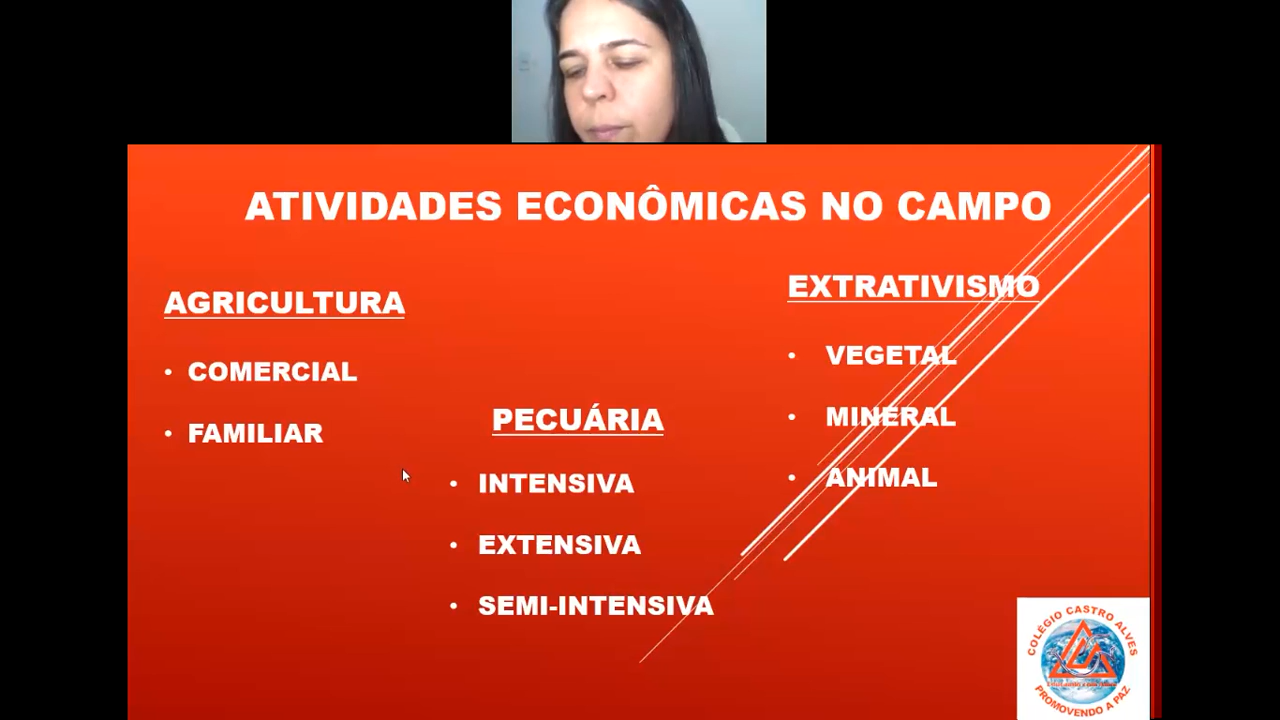 ATIVIDADES ECONÔMICAS NO CAMPO
AGRICULTURA
• COMERCIAL
• FAMILIAR
PECUÁRIA
• INTENSIVA
• EXTENSIVA
• SEMI-INTENSIVA
EXTRATIVISMO
• VEGETAL
• MINERAL
• ANIMAL
COLÉGIO CASTRO ALVES
PROMOVENDO A PAZ